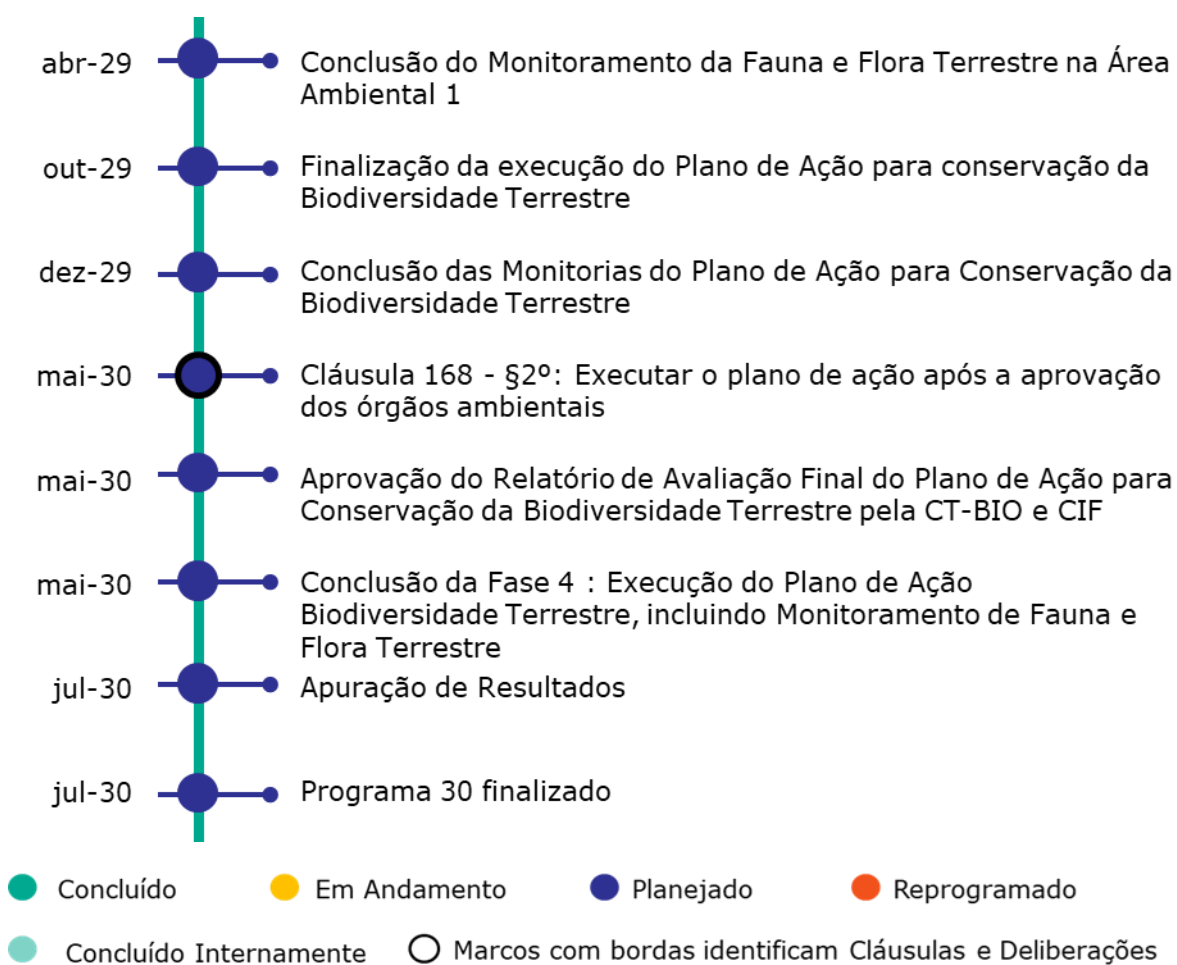 abr-29
Conclusão do Monitoramento da Fauna e Flora Terrestre na Área
Ambiental 1
out-29
Finalização da execução do Plano de Ação para conservação da
Biodiversidade Terrestre
dez-29
Conclusão das Monitorias do Plano de Ação para Conservação da
Biodiversidade Terrestre
mai-30
Cláusula 168 - §2º: Executar o plano de ação após a aprovação
dos órgãos ambientais
mai-30
Aprovação do Relatório de Avaliação Final do Plano de Ação para
Conservação da Biodiversidade Terrestre pela CT-BIO e CIF
mai-30
Conclusão da Fase 4 : Execução do Plano de Ação
Biodiversidade Terrestre, incluindo Monitoramento de Fauna e
Flora Terrestre
jul-30
Apuração de Resultados
jul-30
Programa 30 finalizado
Concluído
Em Andamento
Planejado
Reprogramado
Concluído Internamente
Marcos com bordas identificam Cláusulas e Deliberações